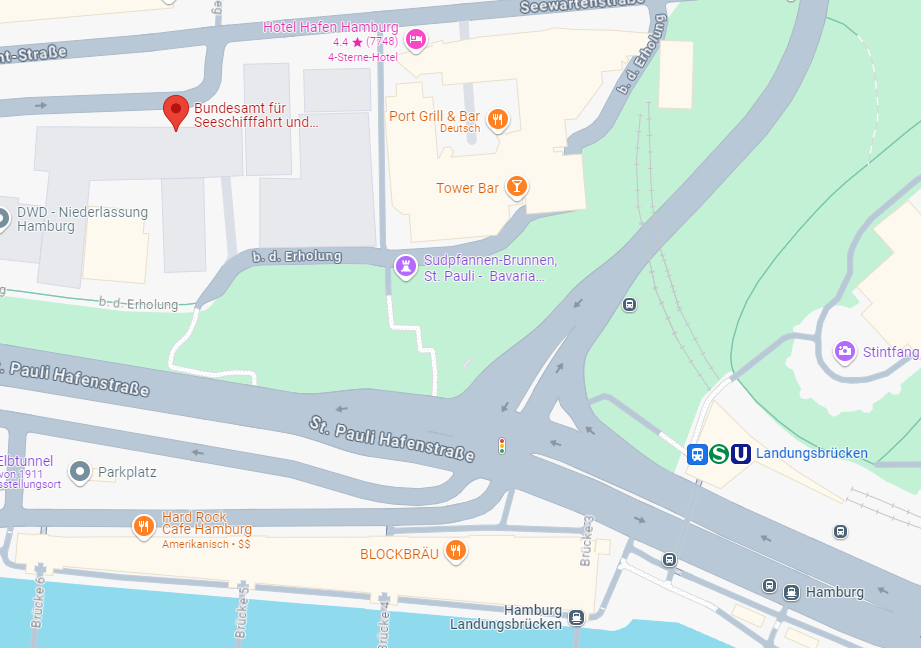 Seewartenstraße
Hotel Hafen Hamburg
4.4 ★ (7748)
4-Sterne-Hotel
b. d. Erholung
Bundesamt für
Seeschifffahrt und...
Port Grill & Bar
Deutsch
Tower Bar
DWD - Niederlassung
Hamburg
b. d. Erholung
Südpfannen-Brunnen,
St. Pauli - Bavaria...
b. d. Erholung
Stintfang
St. Pauli Hafenstraße
St. Pauli Hafenstraße
S U Landungsbrücken
Elbtunnel
von 1911
Parkplatz
Hard Rock
Cafe Hamburg
Amerikanisch • $$
BLOCKBRÄU
Brücke 3
Hamburg
Brücke 6
Brücke 5
Brücke 4
Hamburg
Landungsbrücken